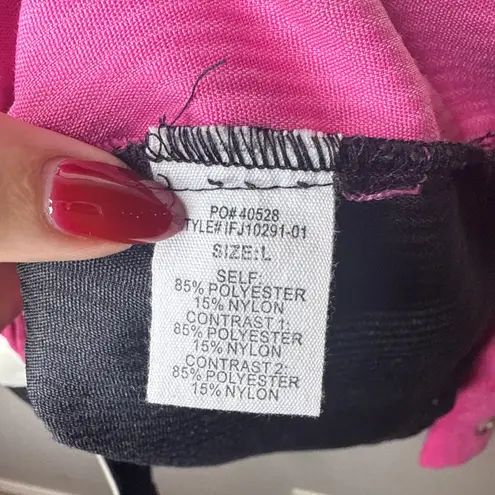 PO#40528
TYLE#IFJ10291-01
SIZE:L
SELF:
85% POLYESTER
15% NYLON
CONTRAST 1:
85% POLYESTER
15% NYLON
CONTRAST 2:
85% POLYESTER
15% NYLON